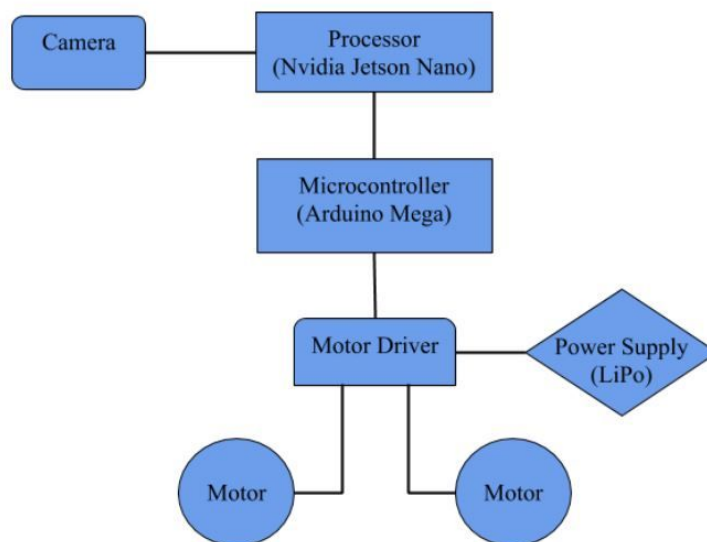 Camera
Processor
(Nvidia Jetson Nano)
Microcontroller
(Arduino Mega)
Motor Driver
Power Supply
(LiPo)
Motor
Motor